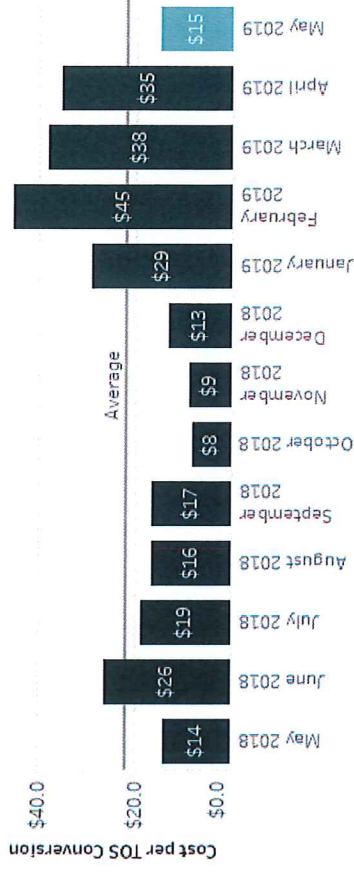 Cost per TOS Conversion
$40.0
$20.0
$0.0
Average
$14
$26
$19
$16
$17
$8
$9
$13
$29
$45
$38
$35
$15
May 2018
June 2018
July 2018
August 2018
September
2018
October 2018
November
2018
December
2018
January 2019
February
2019
March 2019
April 2019
May 2019